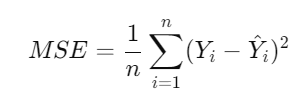 MSE = \frac{1}{n} \sum_{i=1}^{n} (Y_i - \hat{Y}_i)^2